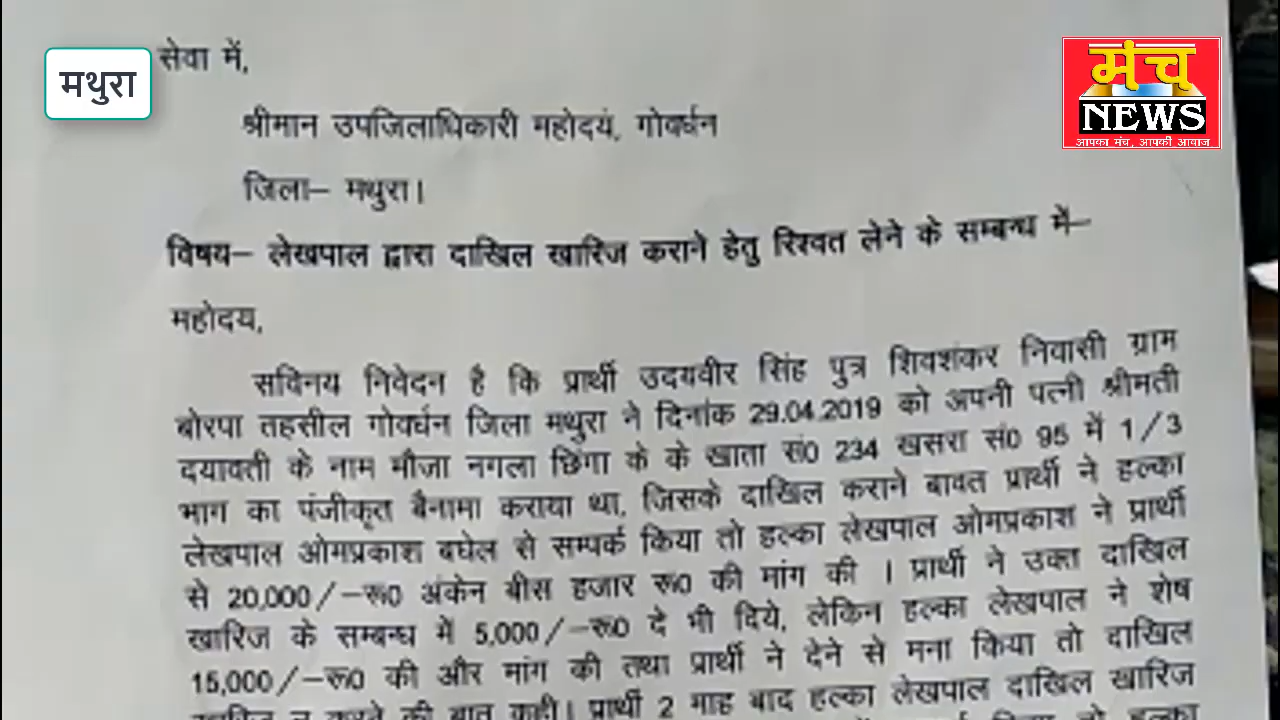 मथुरा
मंच
NEWS
आपका मंच, आपकी आवाज
सेवा में,
श्रीमान उपजिलाधिकारी महोदय, गोवर्धन
जिला– मथुरा।
विषय– लेखपाल द्वारा दाखिल खारिज कराने हेतु रिश्वत लेने के सम्बन्ध में–
महोदय,
सविनय निवेदन है कि प्रार्थी उदयवीर सिंह पुत्र शिवशंकर निवासी ग्राम
बोरपा तहसील गोवर्धन जिला मथुरा ने दिनांक 29.04.2019 को अपनी पत्नी श्रीमती
दयावती के नाम मौजा नगला छिंगा के के खाता सं0 234 खसरा सं0 95 में 1/3
भाग का पंजीकृत बैनामा कराया था, जिसके दाखिल कराने बावत प्रार्थी ने हल्का
लेखपाल ओमप्रकाश बघेल से सम्पर्क किया तो हल्का लेखपाल ओमप्रकाश ने प्रार्थी
से 20,000/–रू0 अंकेन बीस हजार रू0 की मांग की । प्रार्थी ने उक्त दाखिल
खारिज के सम्बन्ध में 5,000/–रू0 दे भी दिये, लेकिन हल्का लेखपाल ने शेष
15,000/–रू0 की और मांग की तथा प्रार्थी ने देने से मना किया तो दाखिल
खारिज न करने की बात कही। प्रार्थी 2 माह बाद हल्का लेखपाल दाखिल खारिज